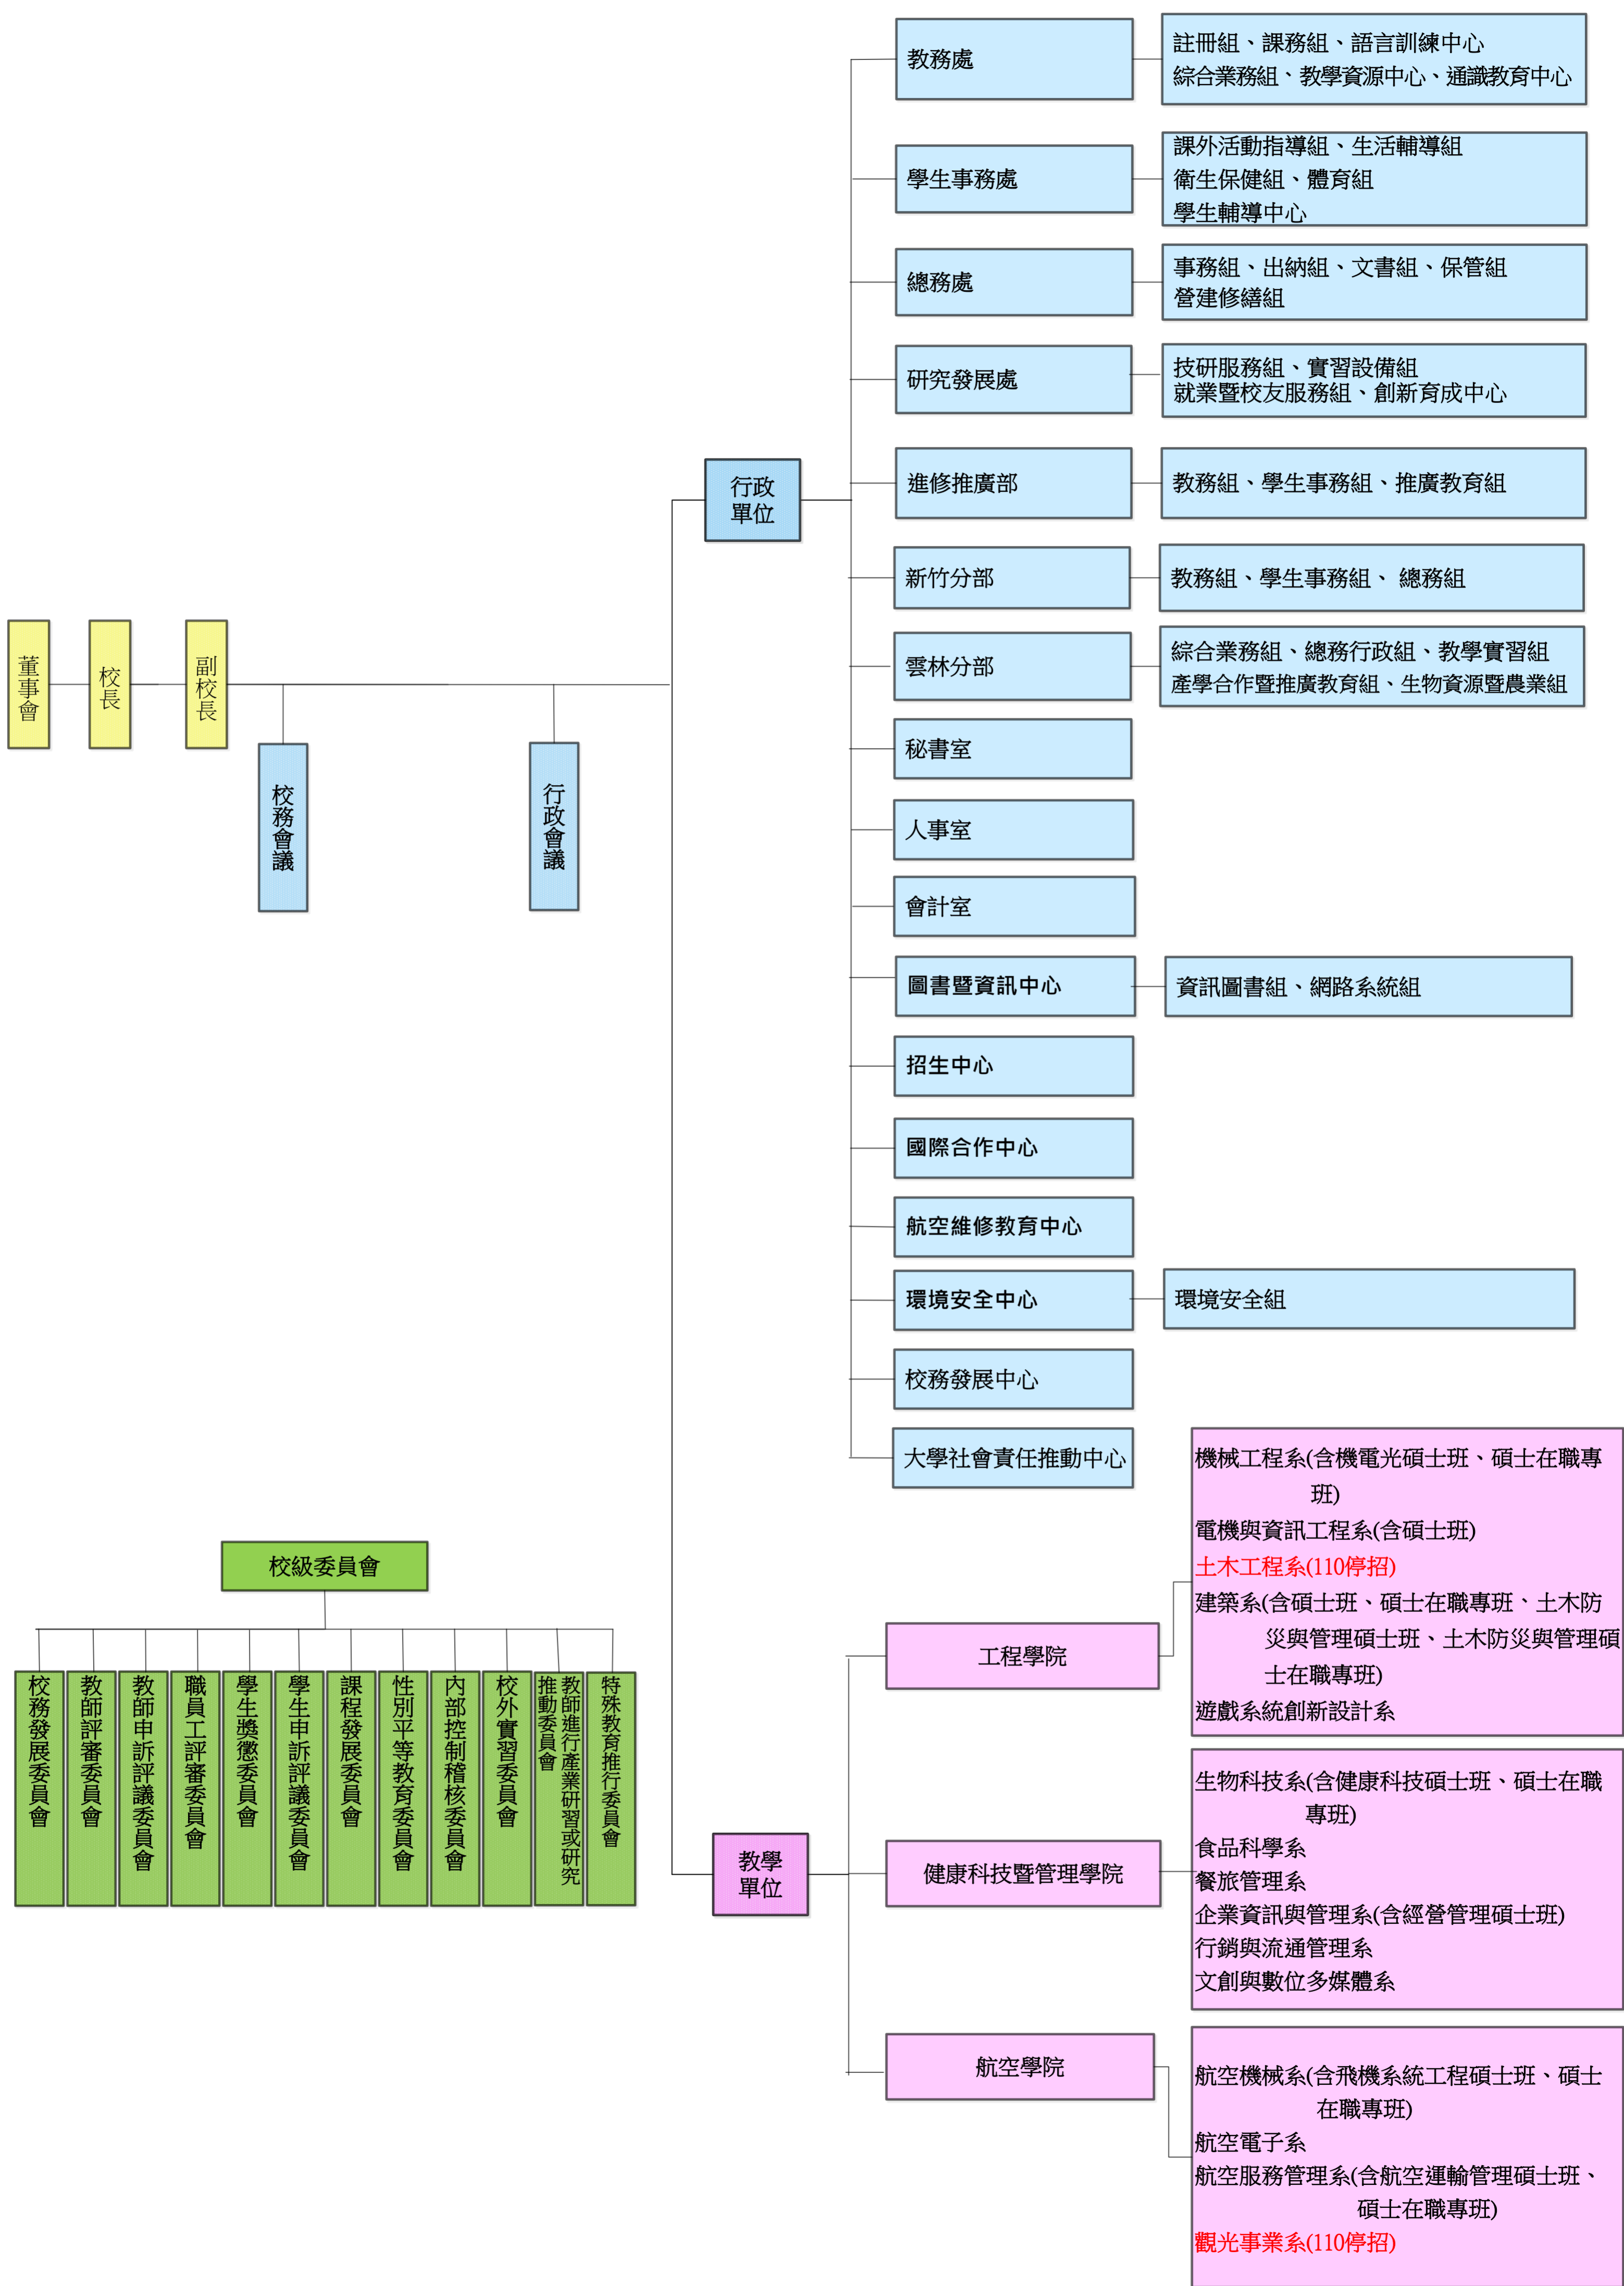 教務處
註冊組、課務組、語言訓練中心
綜合業務組、教學資源中心、通識教育中心
學生事務處
課外活動指導組、生活輔導組
衛生保健組、體育組
學生輔導中心
總務處
事務組、出納組、文書組、保管組
營建修繕組
研究發展處
技研服務組、實習設備組
就業暨校友服務組、創新育成中心
行政
單位
進修推廣部
教務組、學生事務組、推廣教育組
新竹分部
教務組、學生事務組、 總務組
董事會
校長
副校長
雲林分部
綜合業務組、總務行政組、教學實習組
產學合作暨推廣教育組、生物資源暨農業組
校務會議
行政會議
秘書室
人事室
會計室
圖書暨資訊中心
資訊圖書組、網路系統組
招生中心
國際合作中心
航空維修教育中心
環境安全中心
環境安全組
校務發展中心
大學社會責任推動中心
校級委員會
校務發展委員會
教師評審委員會
教師申訴評議委員會
職員工評審委員會
學生獎懲委員會
學生申訴評議委員會
課程發展委員會
性別平等教育委員會
內部控制稽核委員會
校外實習委員會
教師進行產業研習或研究
推動委員會
特殊教育推行委員會
教學
單位
工程學院
機械工程系(含機電光碩士班、碩士在職專
班)
電機與資訊工程系(含碩士班)
土木工程系(110停招)
建築系(含碩士班、碩士在職專班、土木防
災與管理碩士班、土木防災與管理碩
士在職專班)
遊戲系統創新設計系
健康科技暨管理學院
生物科技系(含健康科技碩士班、碩士在職
專班)
食品科學系
餐旅管理系
企業資訊與管理系(含經營管理碩士班)
行銷與流通管理系
文創與數位多媒體系
航空學院
航空機械系(含飛機系統工程碩士班、碩士
在職專班)
航空電子系
航空服務管理系(含航空運輸管理碩士班、
碩士在職專班)
觀光事業系(110停招)